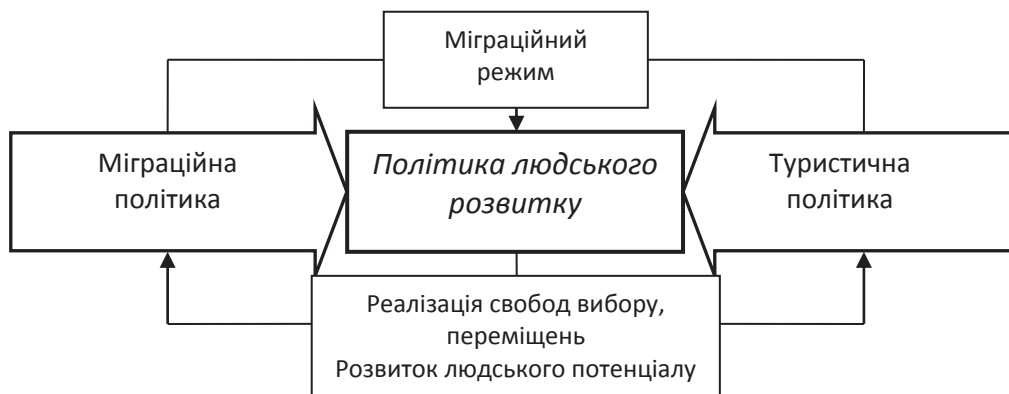 Міграційний
режим
Міграційна
політика
Політика людського
розвитку
Туристична
політика
Реалізація свобод вибору,
переміщень
Розвиток людського потенціалу